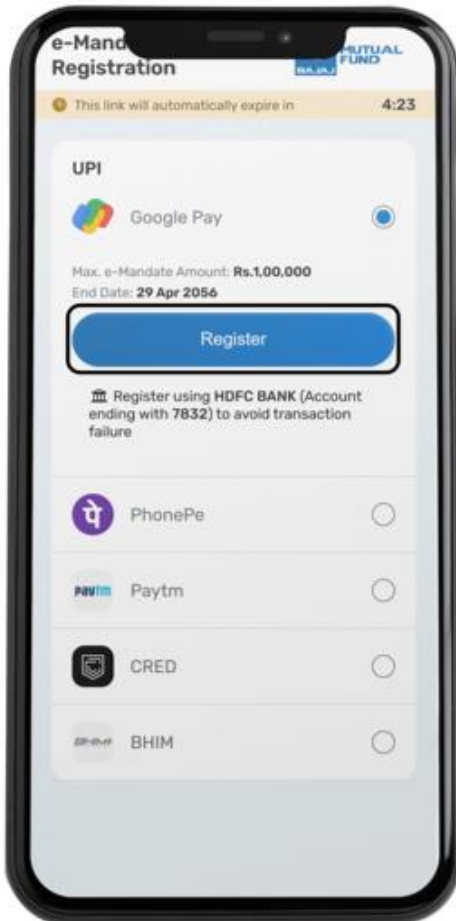 e-Mand
Registration
MUTUAL
FUND
BAJAJ
This link will automatically expire in 4:23
UPI
Google Pay
Max. e-Mandate Amount: Rs.1,00,000
End Date: 29 Apr 2056
Register
Register using HDFC BANK (Account
ending with 7832) to avoid transaction
failure
पे PhonePe
Paytm Paytm
CRED
BHIM BHIM